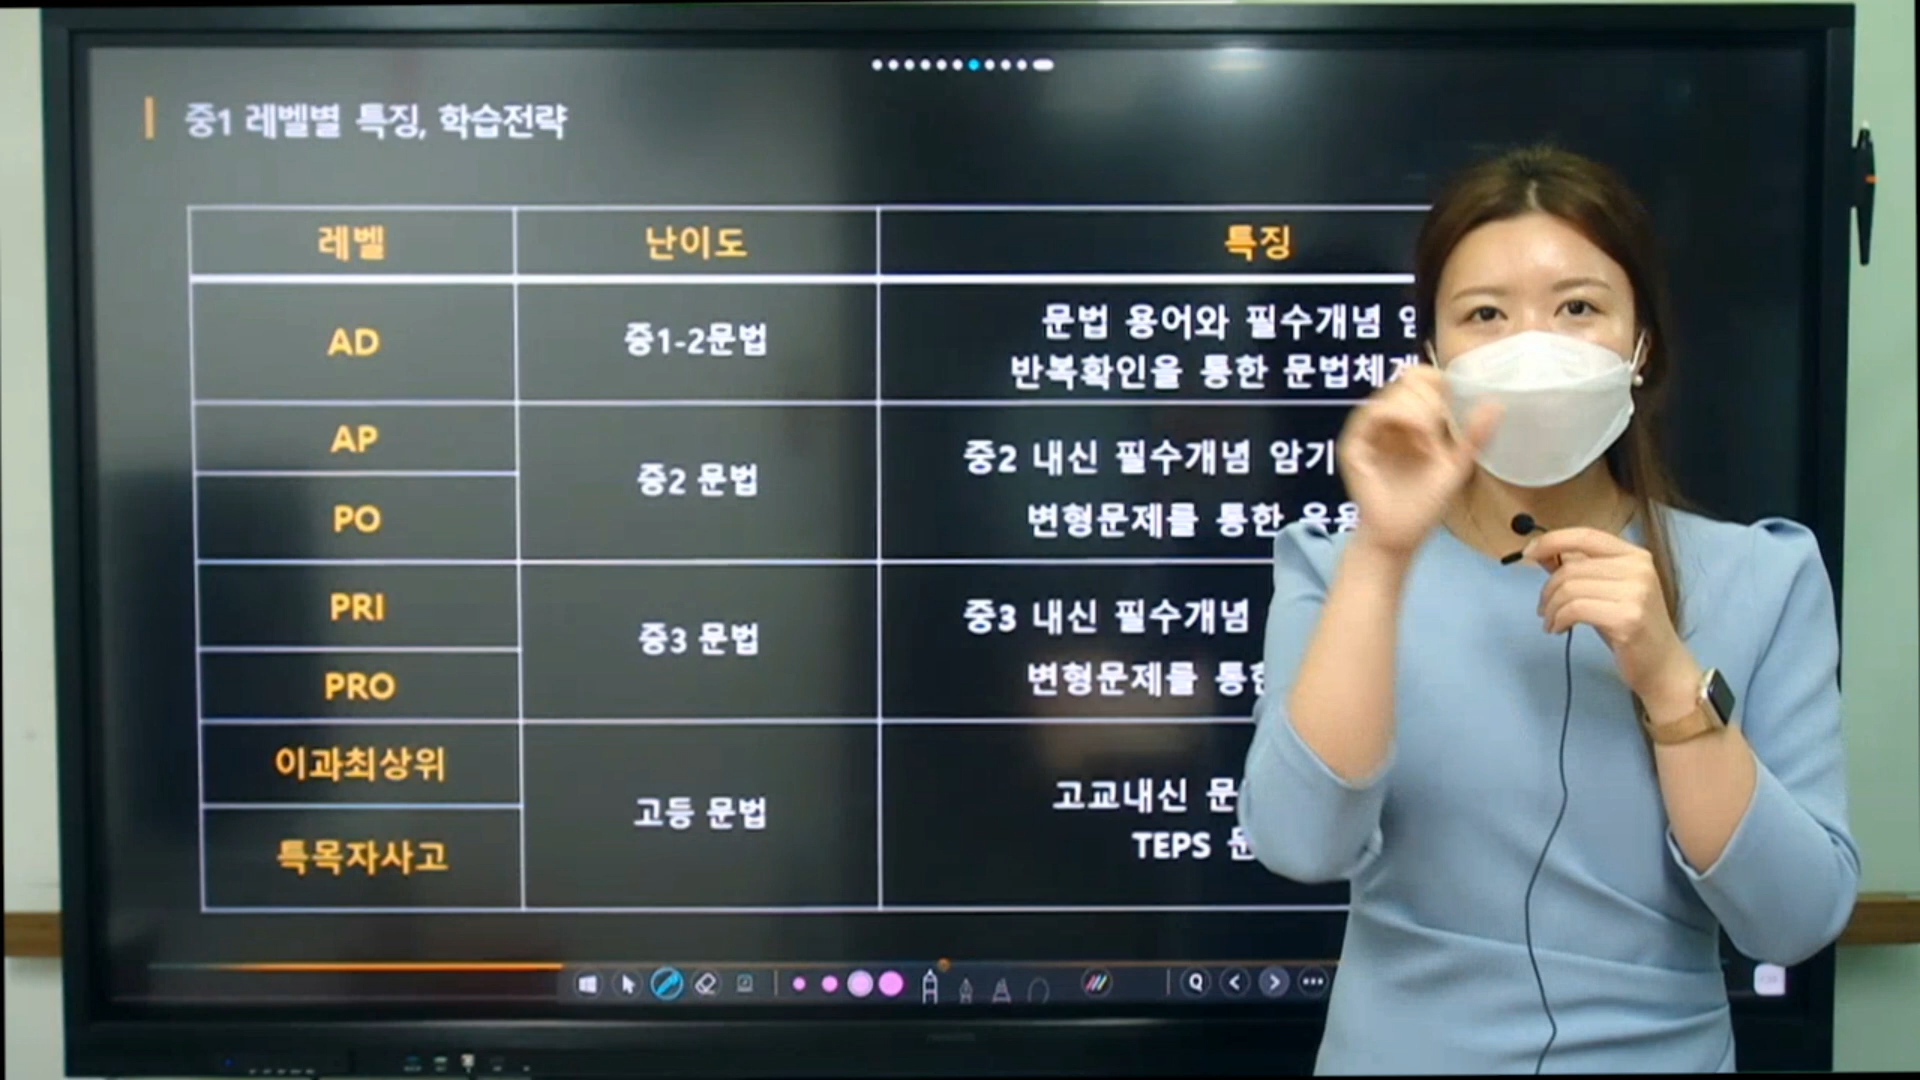 중1 레벨별 특징, 학습전략
레벨 난이도 특징
AD 중1-2문법 문법 용어와 필수개념
반복확인을 통한
AP 중2 문법 중2 내신 필수개념 암기
PO 변형문제를 통한
PRI 중3 문법 중3 내신 필수개념
PRO 변형문제를
이과최상위 고등 문법 고교내신
특목자사고 TEPS